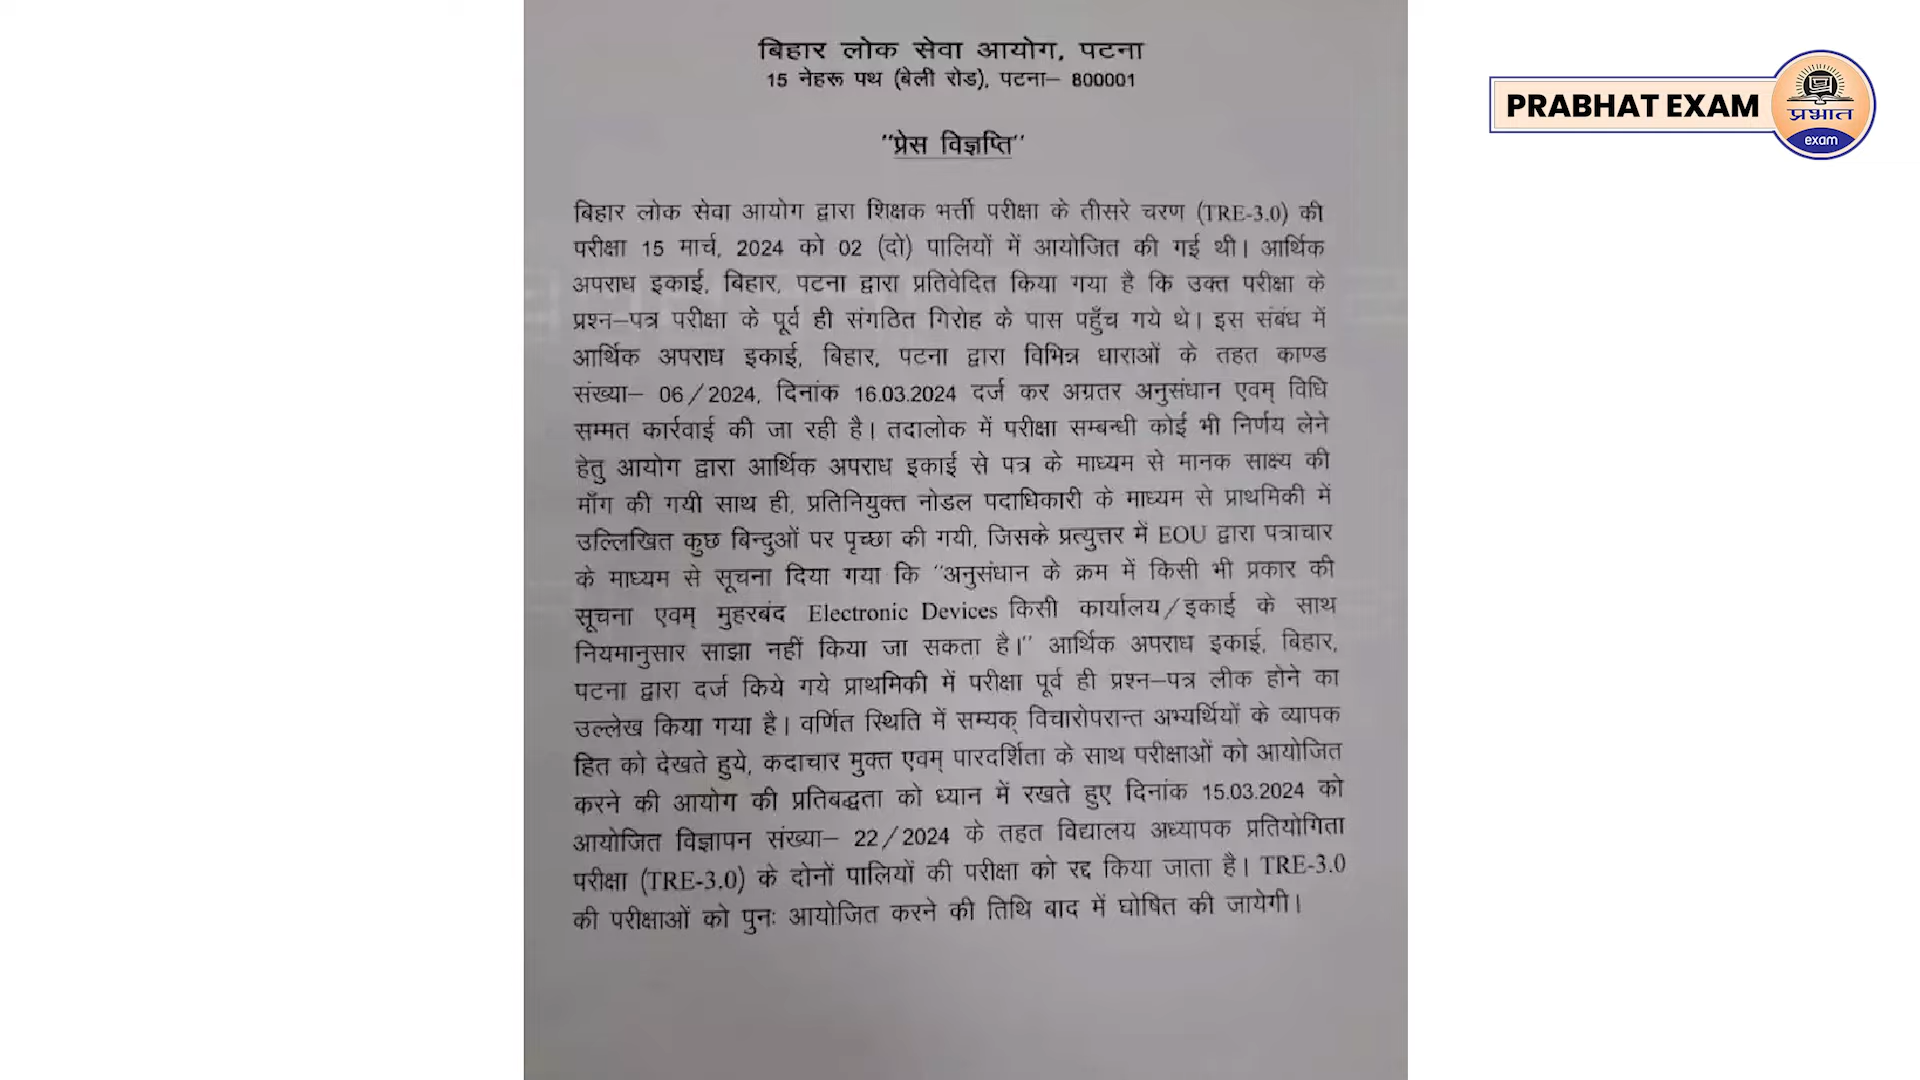 बिहार लोक सेवा आयोग, पटना
15 नेहरू पथ (बेली रोड), पटना– 800001
PRABHAT EXAM
प्रभात
exam
"प्रेस विज्ञप्ति"
बिहार लोक सेवा आयोग द्वारा शिक्षक भर्त्ती परीक्षा के तीसरे चरण (TRE-3.0) की
परीक्षा 15 मार्च, 2024 को 02 (दो) पालियों में आयोजित की गई थी। आर्थिक
अपराध इकाई, बिहार, पटना द्वारा प्रतिवेदित किया गया है कि उक्त परीक्षा के
प्रश्न–पत्र परीक्षा के पूर्व ही संगठित गिरोह के पास पहुँच गये थे। इस संबंध में
आर्थिक अपराध इकाई, बिहार, पटना द्वारा विभिन्न धाराओं के तहत काण्ड
संख्या– 06/2024, दिनांक 16.03.2024 दर्ज कर अग्रतर अनुसंधान एवम् विधि
सम्मत कार्रवाई की जा रही है। तदालोक में परीक्षा सम्बन्धी कोई भी निर्णय लेने
हेतु आयोग द्वारा आर्थिक अपराध इकाई से पत्र के माध्यम से मानक साक्ष्य की
माँग की गयी साथ ही, प्रतिनियुक्त नोडल पदाधिकारी के माध्यम से प्राथमिकी में
उल्लिखित कुछ बिन्दुओं पर पृच्छा की गयी, जिसके प्रत्युत्तर में EOU द्वारा पत्राचार
के माध्यम से सूचना दिया गया कि "अनुसंधान के क्रम में किसी भी प्रकार की
सूचना एवम् मुहरबंद Electronic Devices किसी कार्यालय/इकाई के साथ
नियमानुसार साझा नहीं किया जा सकता है।" आर्थिक अपराध इकाई, बिहार,
पटना द्वारा दर्ज किये गये प्राथमिकी में परीक्षा पूर्व ही प्रश्न–पत्र लीक होने का
उल्लेख किया गया है। वर्णित स्थिति में सम्यक् विचारोपरान्त अभ्यर्थियों के व्यापक
हित को देखते हुये, कदाचार मुक्त एवम् पारदर्शिता के साथ परीक्षाओं को आयोजित
करने की आयोग की प्रतिबद्धता को ध्यान में रखते हुए दिनांक 15.03.2024 को
आयोजित विज्ञापन संख्या– 22/2024 के तहत विद्यालय अध्यापक प्रतियोगिता
परीक्षा (TRE-3.0) के दोनों पालियों की परीक्षा को रद्द किया जाता है। TRE-3.0
की परीक्षाओं को पुनः आयोजित करने की तिथि बाद में घोषित की जायेगी।